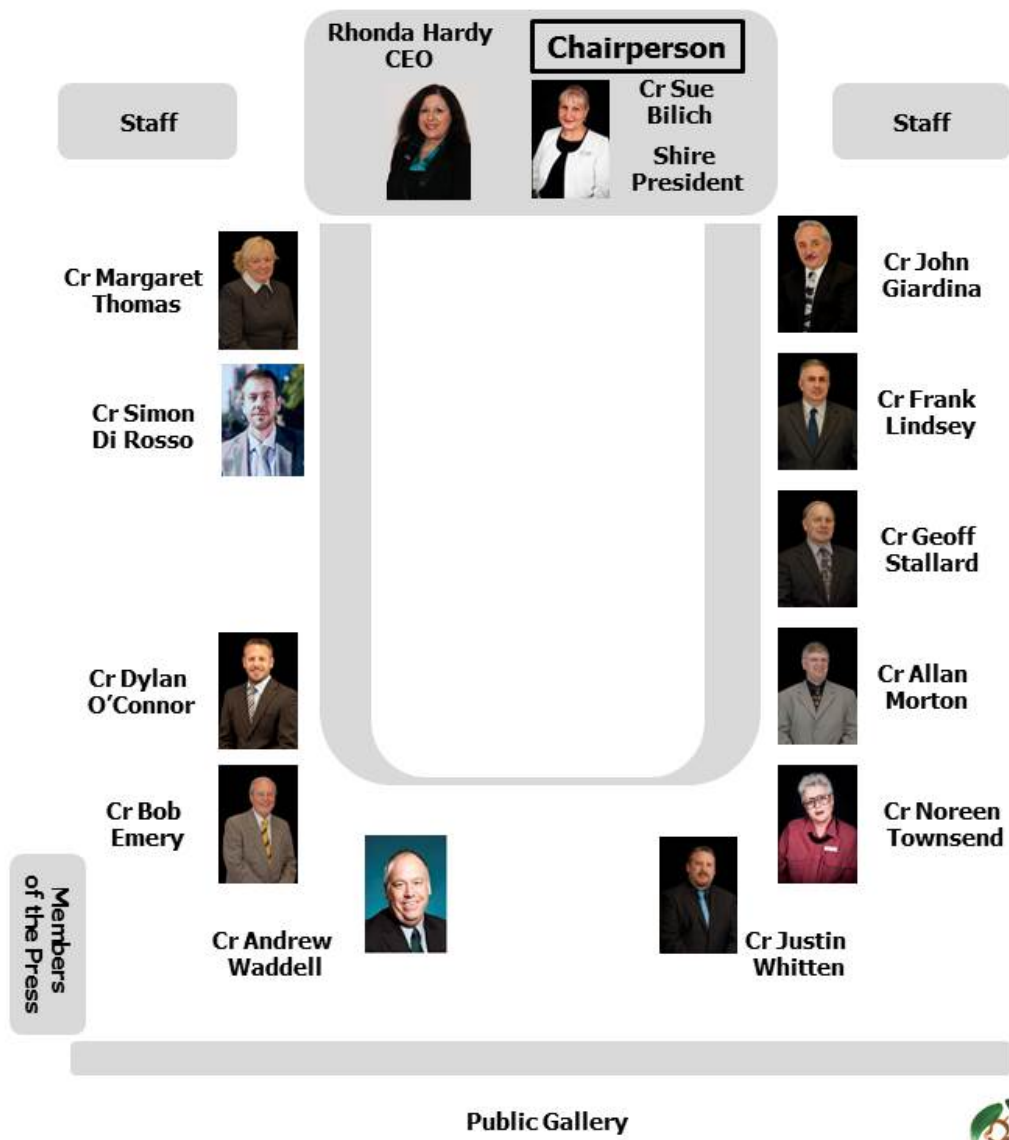 Rhonda Hardy
CEO
Chairperson
Cr Sue
Bilich
Shire
President
Staff
Staff
Cr Margaret
Thomas
Cr John
Giardina
Cr Simon
Di Rosso
Cr Frank
Lindsey
Cr Geoff
Stallard
Cr Dylan
O’Connor
Cr Allan
Morton
Cr Bob
Emery
Cr Noreen
Townsend
Members
of the Press
Cr Andrew
Waddell
Cr Justin
Whitten
Public Gallery